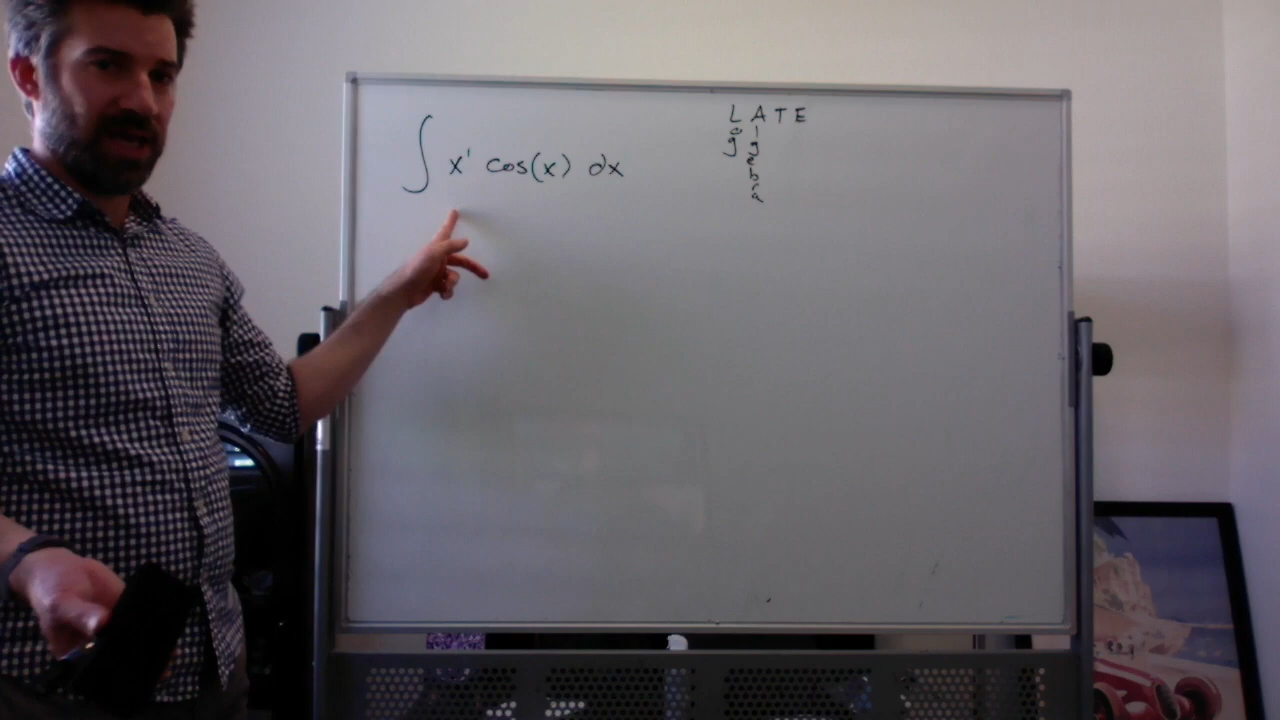 ∫ x¹ cos(x) dx
LATE
Log
Algebra